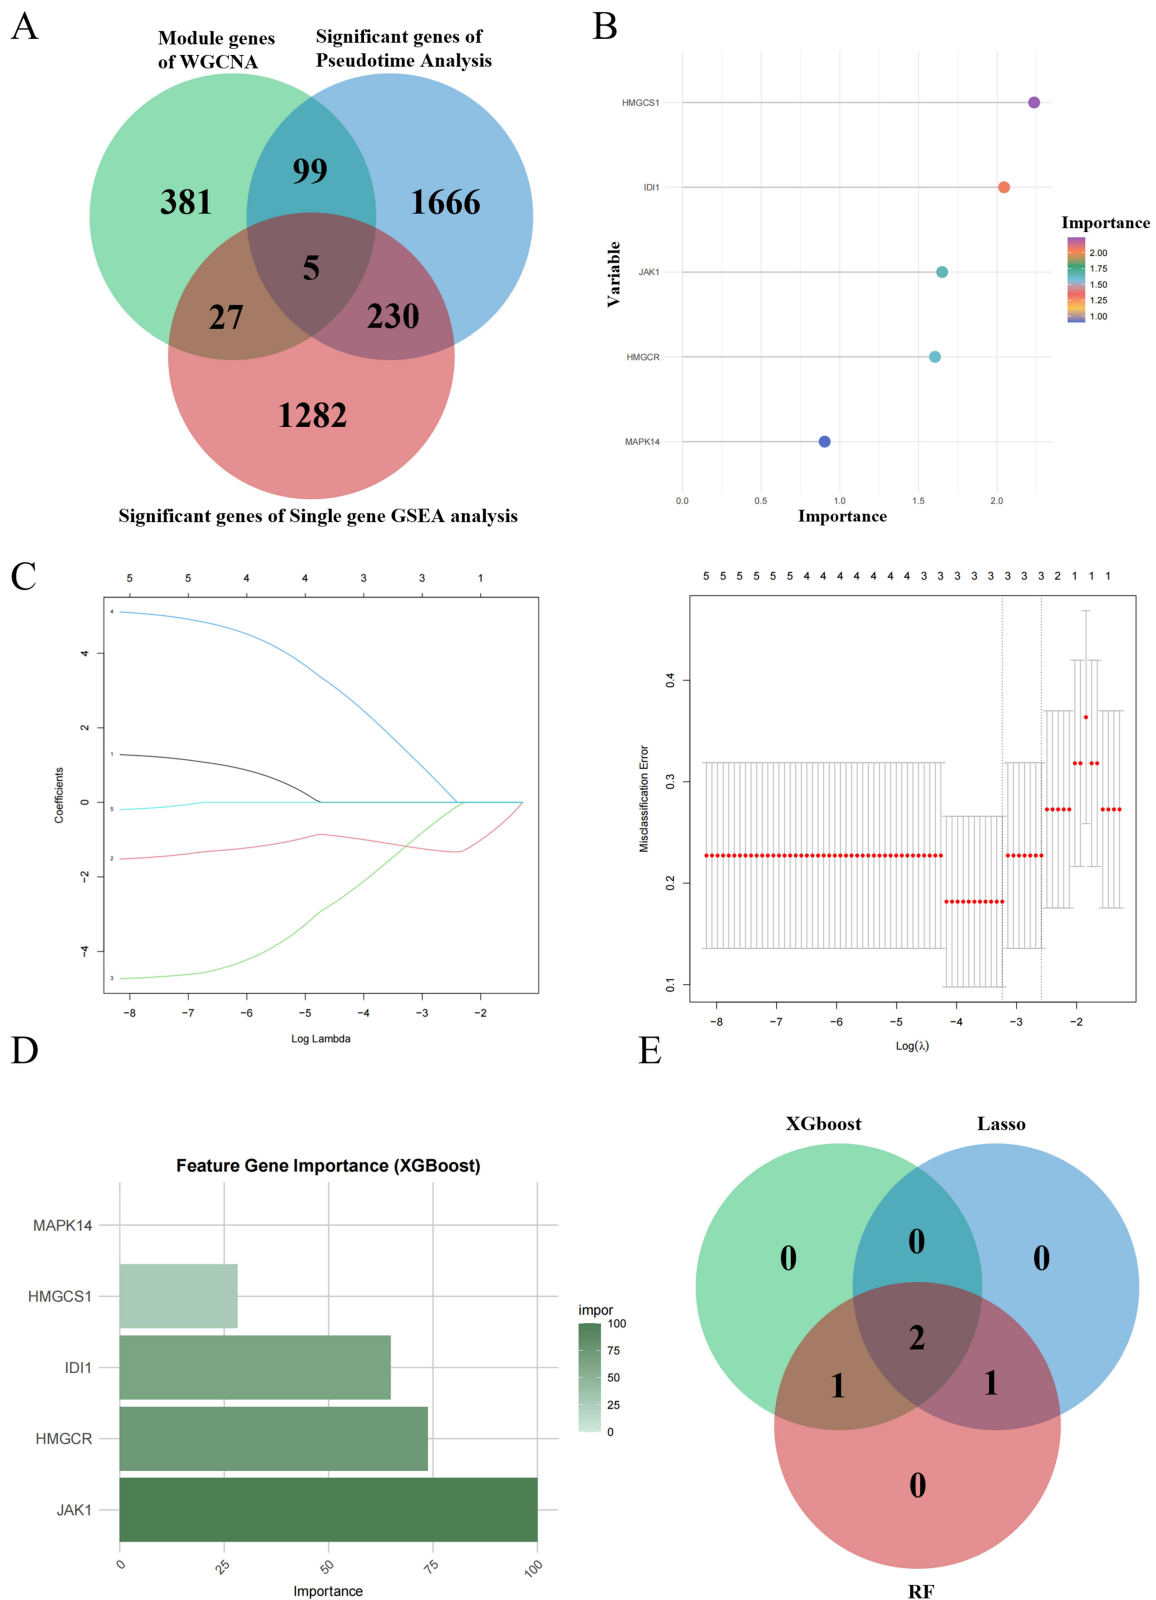 A
Module genes
of WGCNA
Significant genes of
Pseudotime Analysis
99
381
1666
5
27
230
1282
Significant genes of Single gene GSEA analysis
B
HMGCS1
IDI1
JAK1
HMGCR
MAPK14
Variable
0.0 0.5 1.0 1.5 2.0
Importance
Importance
2.00
1.75
1.50
1.25
1.00
C
5 5 4 4 3 3 1
4
1
5
2
3
4
2
0
−2
−4
Coefficients
−8 −7 −6 −5 −4 −3 −2
Log Lambda
5 5 5 5 5 5 4 4 4 4 4 4 4 3 3 3 3 3 3 3 3 2 1 1 1
0.4
0.3
0.2
0.1
Misclassification Error
−8 −7 −6 −5 −4 −3 −2
Log(λ)
D
Feature Gene Importance (XGBoost)
MAPK14
HMGCS1
IDI1
HMGCR
JAK1
0 25 50 75 100
Importance
impor
100
75
50
25
0
E
XGboost
Lasso
0
0
0
2
1
1
0
RF